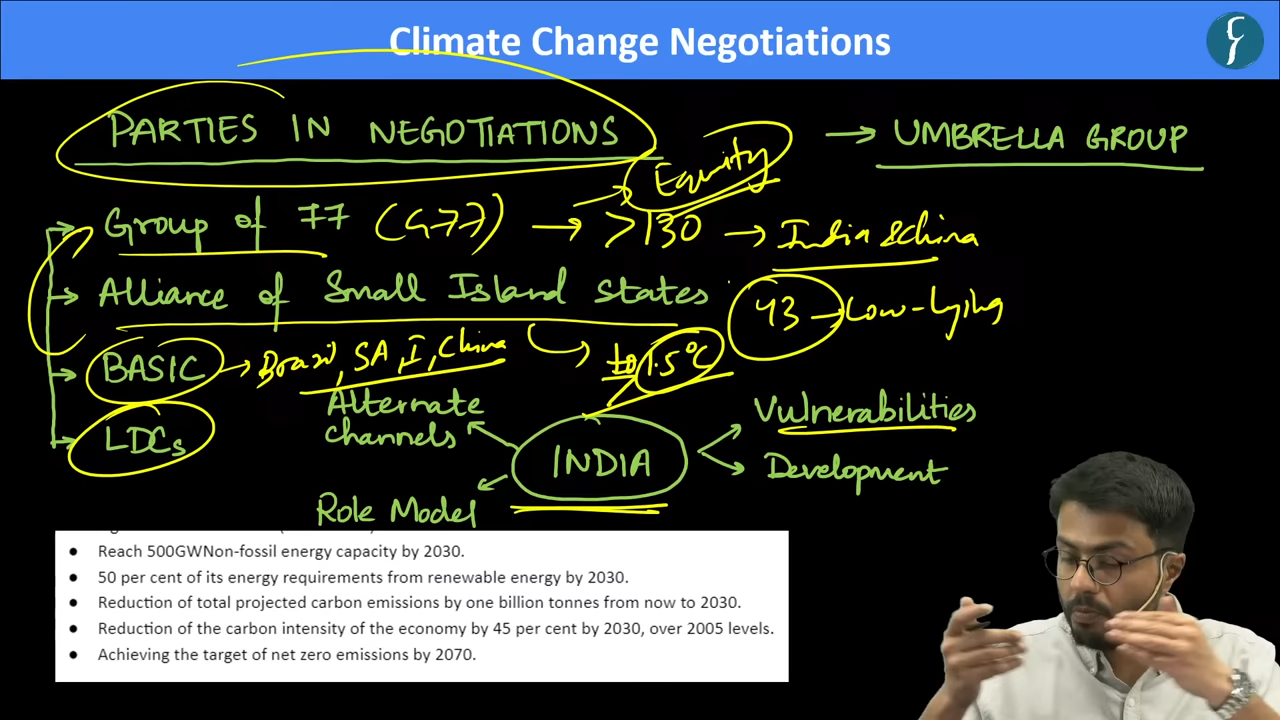 Climate Change Negotiations
PARTIES IN NEGOTIATIONS
→ UMBRELLA GROUP
Equity
Group of 77 (G77) → >130 → India & China
Alliance of Small Island States
43 → Low-lying
BASIC → Brazil, SA, I, China
1.5°C
LDCs
Alternate channels
INDIA
Vulnerabilities
Development
Role Model
• Reach 500GWNon-fossil energy capacity by 2030.
• 50 per cent of its energy requirements from renewable energy by 2030.
• Reduction of total projected carbon emissions by one billion tonnes from now to 2030.
• Reduction of the carbon intensity of the economy by 45 per cent by 2030, over 2005 levels.
• Achieving the target of net zero emissions by 2070.